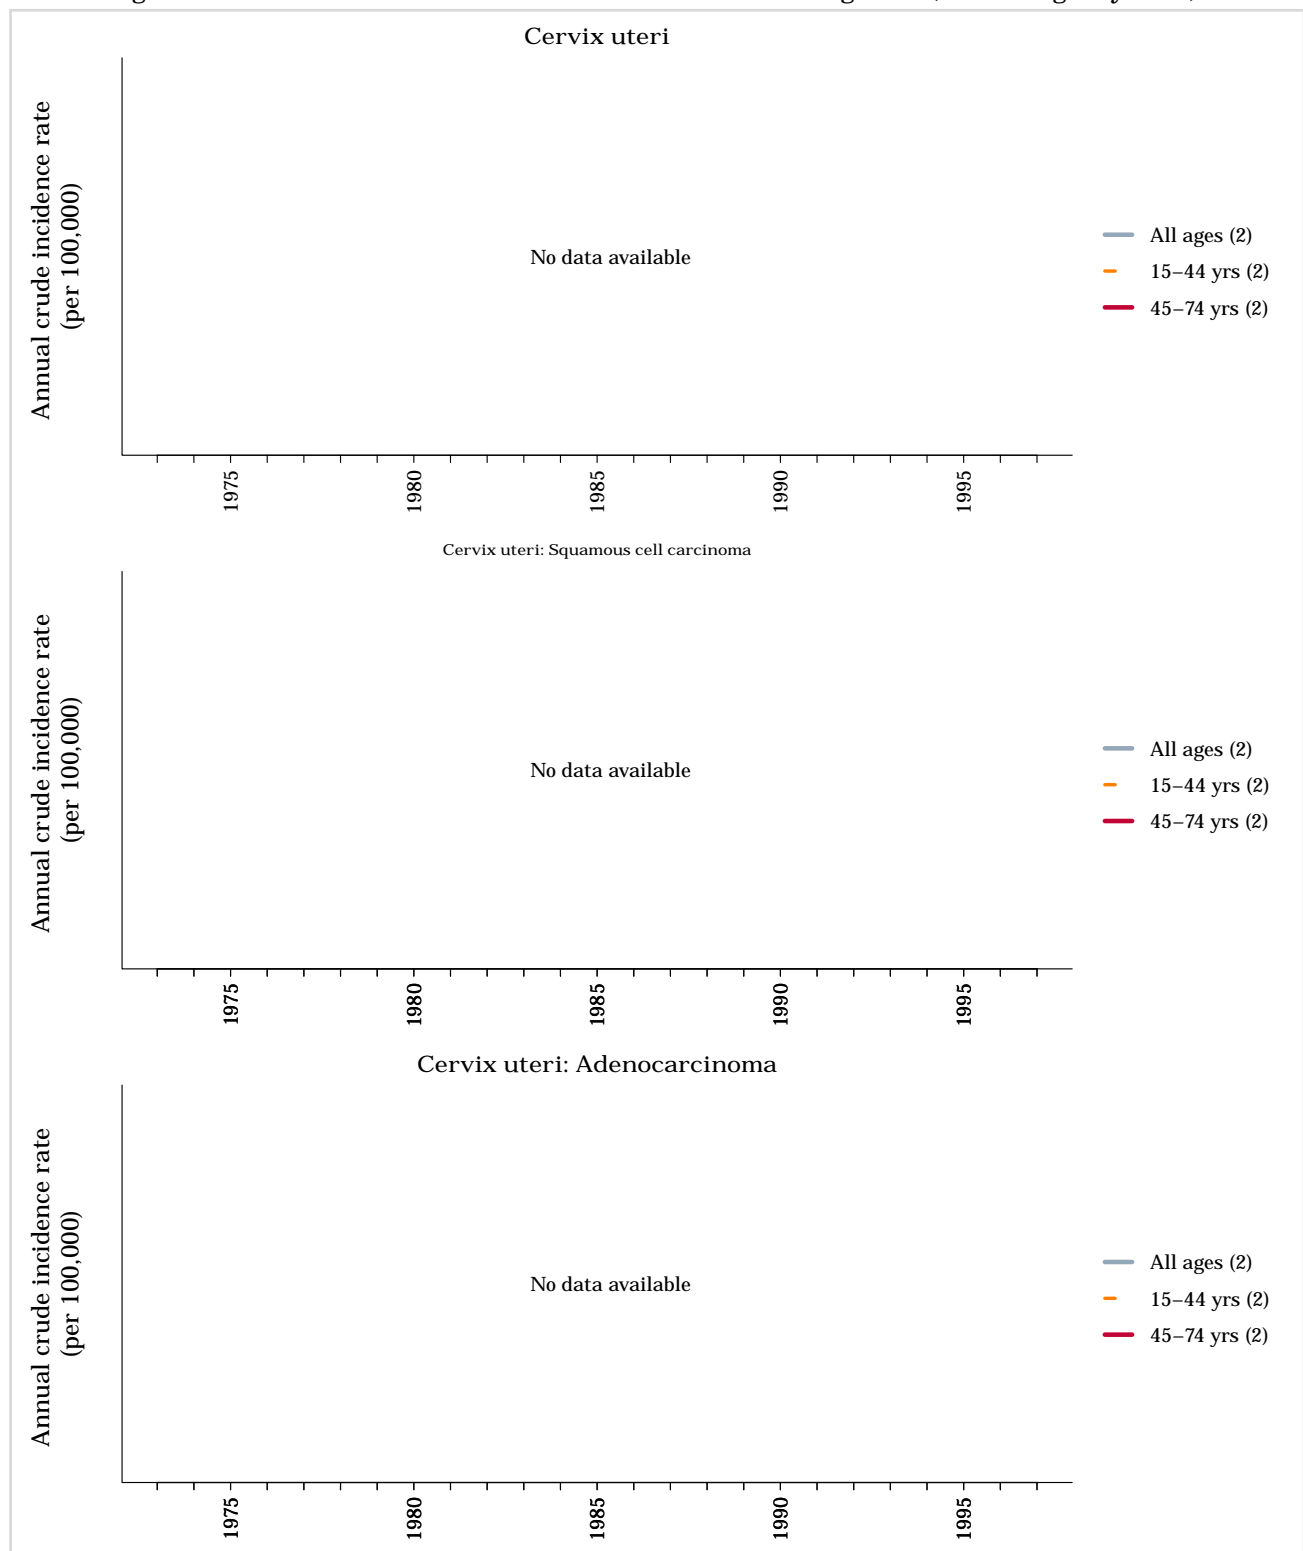 Cervix uteri
Annual crude incidence rate
(per 100,000)
No data available
All ages (2)
15–44 yrs (2)
45–74 yrs (2)
1975
1980
1985
1990
1995
Cervix uteri: Squamous cell carcinoma
Annual crude incidence rate
(per 100,000)
No data available
All ages (2)
15–44 yrs (2)
45–74 yrs (2)
1975
1980
1985
1990
1995
Cervix uteri: Adenocarcinoma
Annual crude incidence rate
(per 100,000)
No data available
All ages (2)
15–44 yrs (2)
45–74 yrs (2)
1975
1980
1985
1990
1995